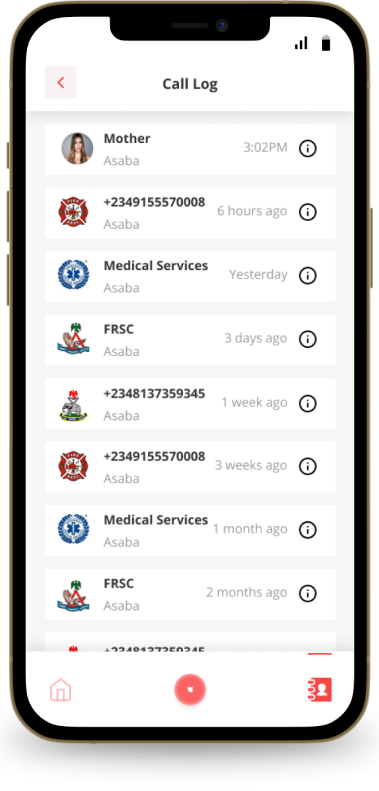 Call Log
Mother
3:02PM
Asaba
+2349155570008
6 hours ago
Asaba
Medical Services
Yesterday
Asaba
FRSC
3 days ago
Asaba
+2348137359345
1 week ago
Asaba
+2349155570008
3 weeks ago
Asaba
Medical Services
1 month ago
Asaba
FRSC
2 months ago
Asaba
+2348137359345